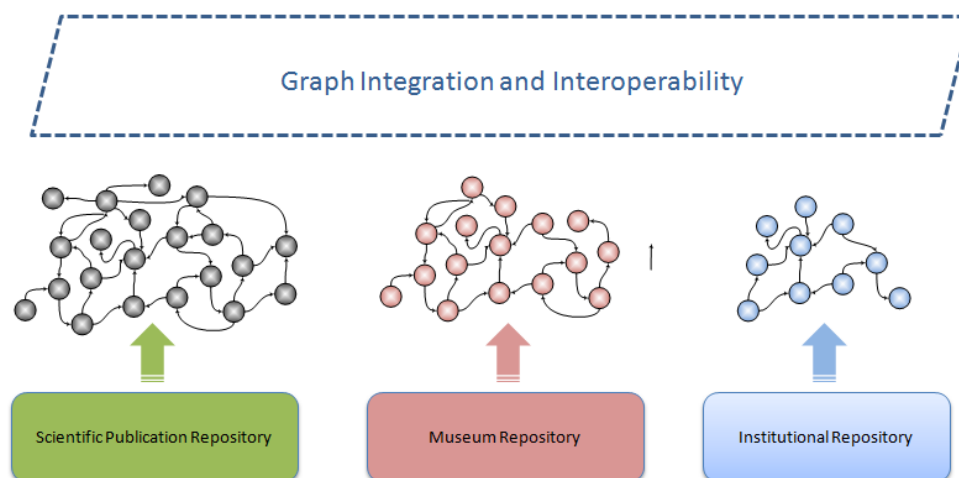 Graph Integration and Interoperability
Scientific Publication Repository
Museum Repository
Institutional Repository